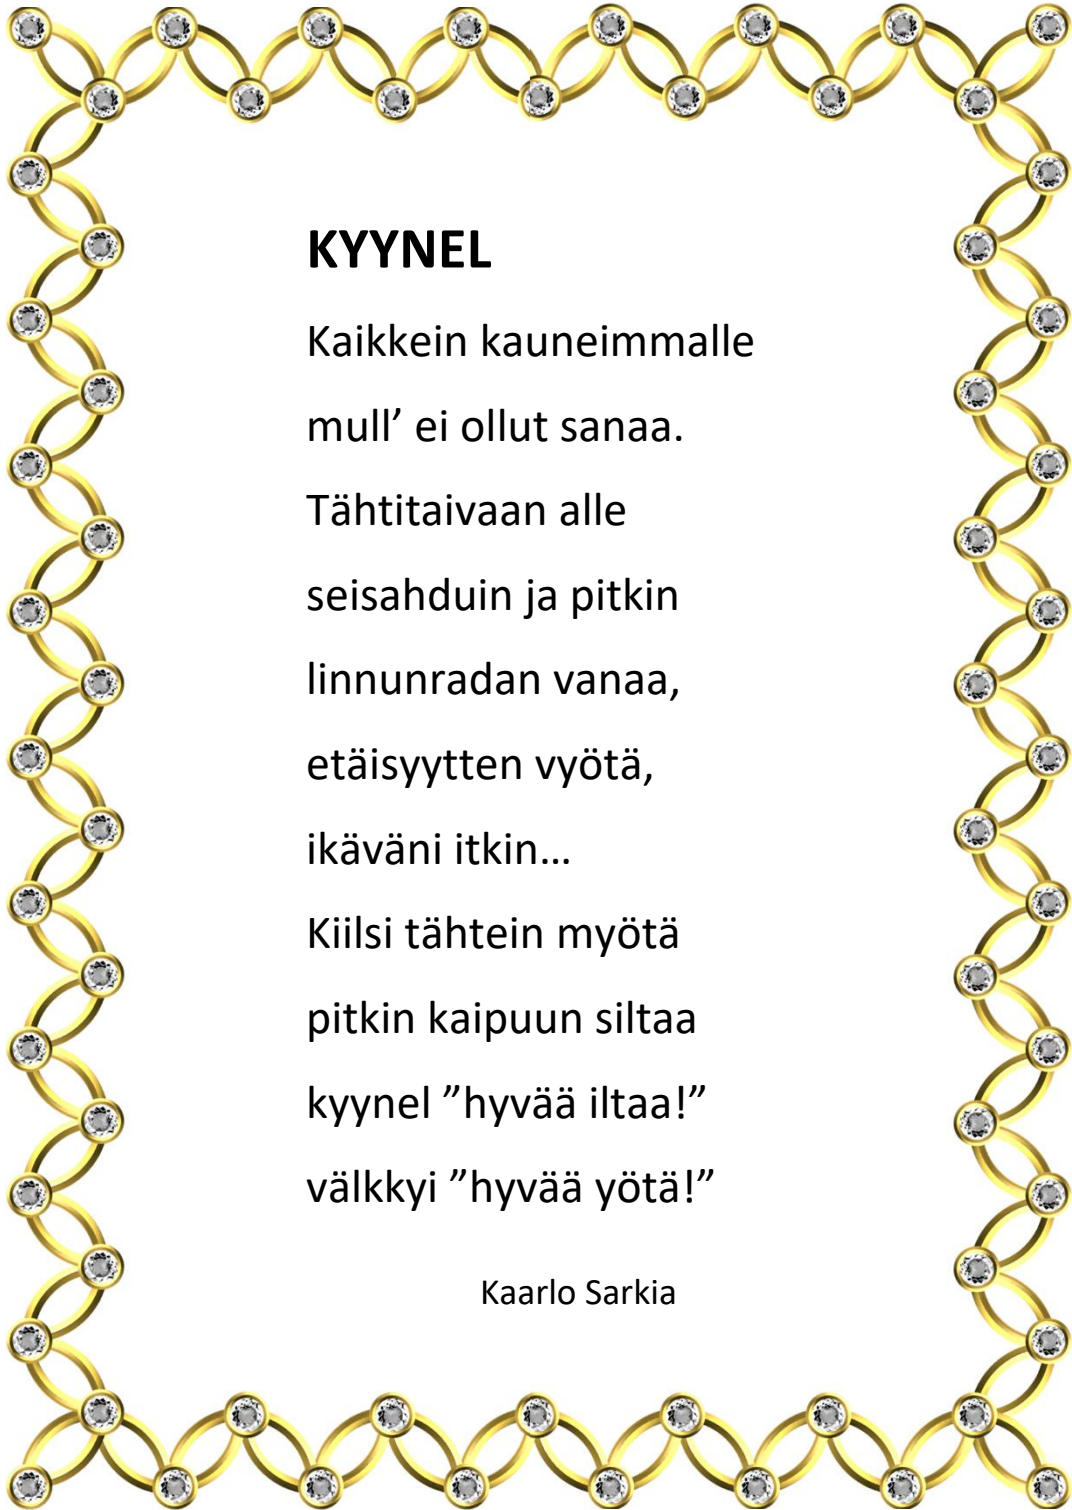 KYYNEL
Kaikkein kauneimmalle
mull’ ei ollut sanaa.
Tähtitaivaan alle
seisahduin ja pitkin
linnunradan vanaa,
etäisyytten vyötä,
ikäväni itkin…
Kiilsi tähtein myötä
pitkin kaipuun siltaa
kyynel ”hyvää iltaa!”
välkkyi ”hyvää yötä!”
Kaarlo Sarkia